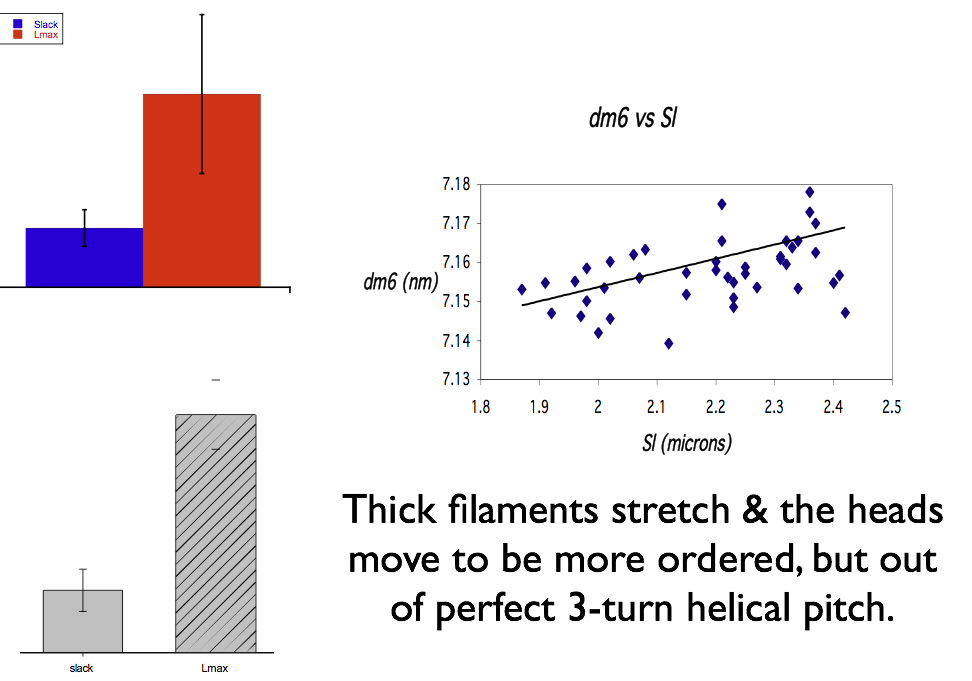 Slack
Lmax
dm6 vs Sl
7.18
7.17
7.16
7.15
7.14
7.13
dm6 (nm)
1.8 1.9 2 2.1 2.2 2.3 2.4 2.5
Sl (microns)
slack Lmax
Thick filaments stretch & the heads
move to be more ordered, but out
of perfect 3-turn helical pitch.